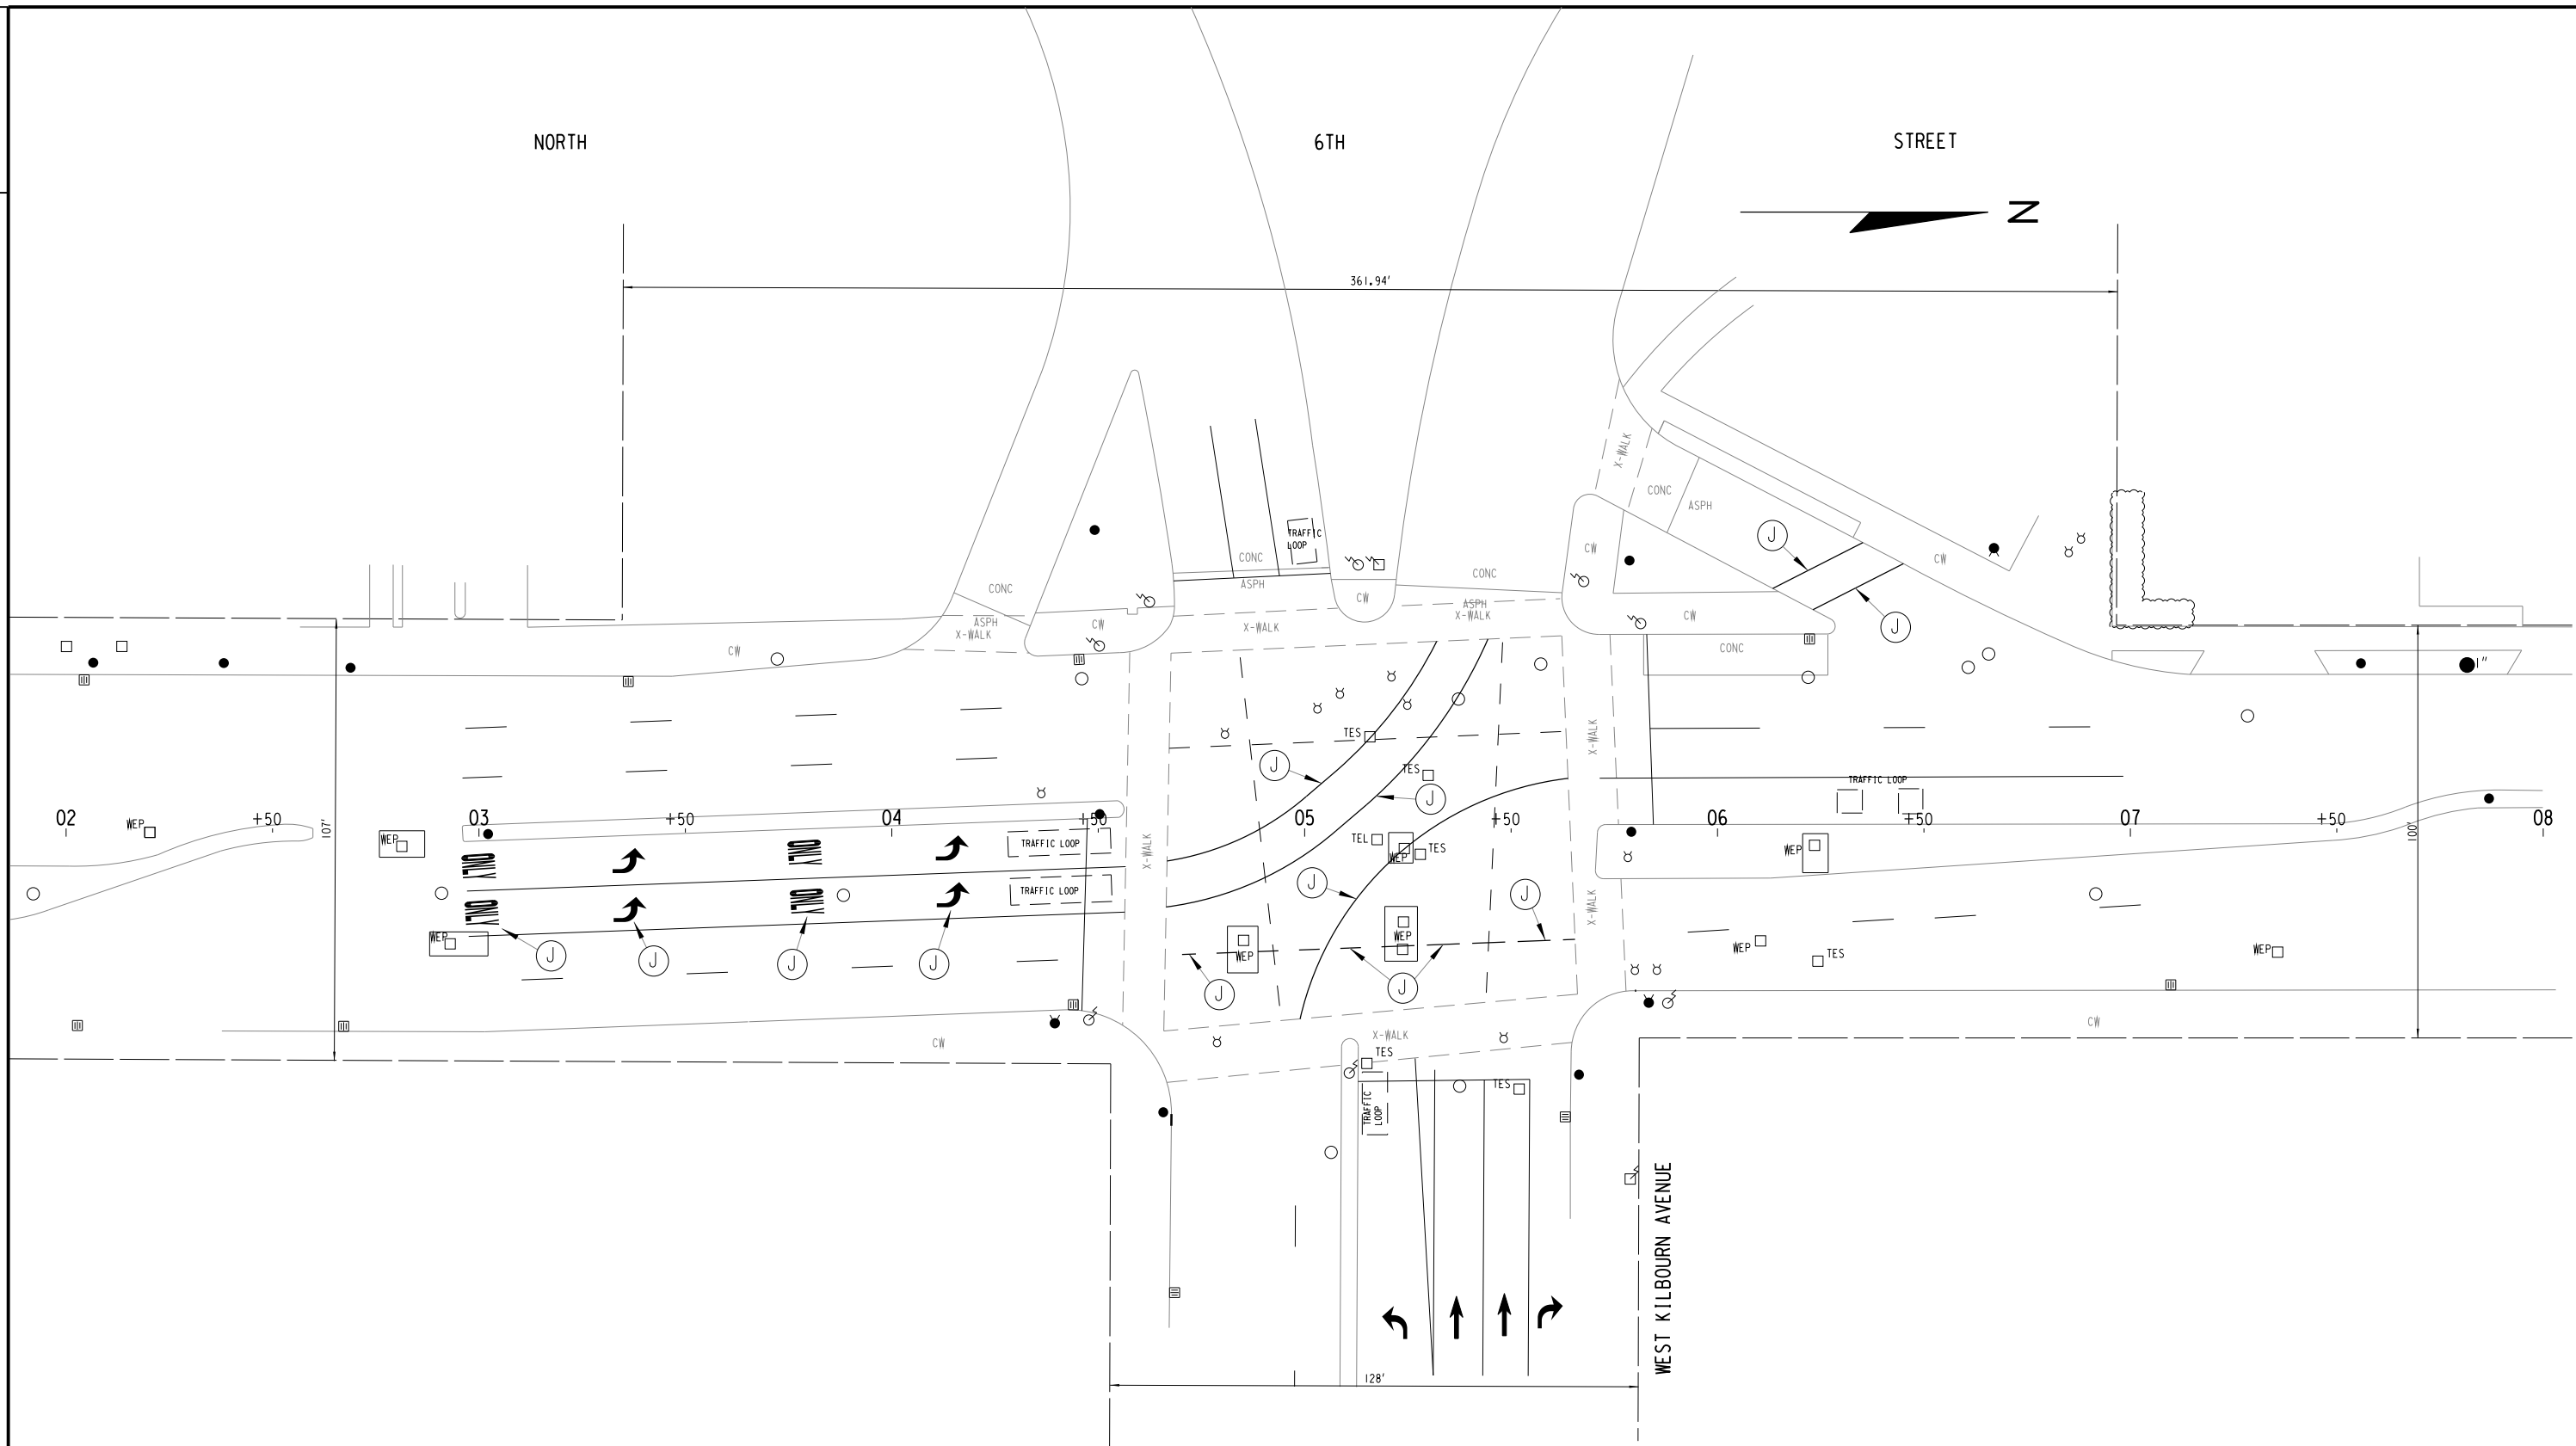 NORTH 6TH STREET
N
361.94'
X-WALK
CONC
ASPH
TRAFFIC
LOOP
J
CONC
ASPH
CONC
CW
CW
CONC
ASPH
X-WALK
CW
X-WALK
CW
ASPH
X-WALK
CW
J
CW
CONC
1"
TES
X-WALK
J
TES
J
TRAFFIC LOOP
02
WEP
+50
107'
03
+50
04
+50
05
+50
06
+50
07
+50
100'
08
WEP
ONLY
ONLY
TRAFFIC LOOP
X-WALK
TEL
WEP
TES
WEP
ONLY
ONLY
TRAFFIC LOOP
J
J
X-WALK
WEP
J
J
J
J
WEP
WEP
WEP
TES
WEP
J
J
CW
X-WALK
CW
TES
TES
TRAFFIC
LOOP
WEST KILBOURN AVENUE
128'